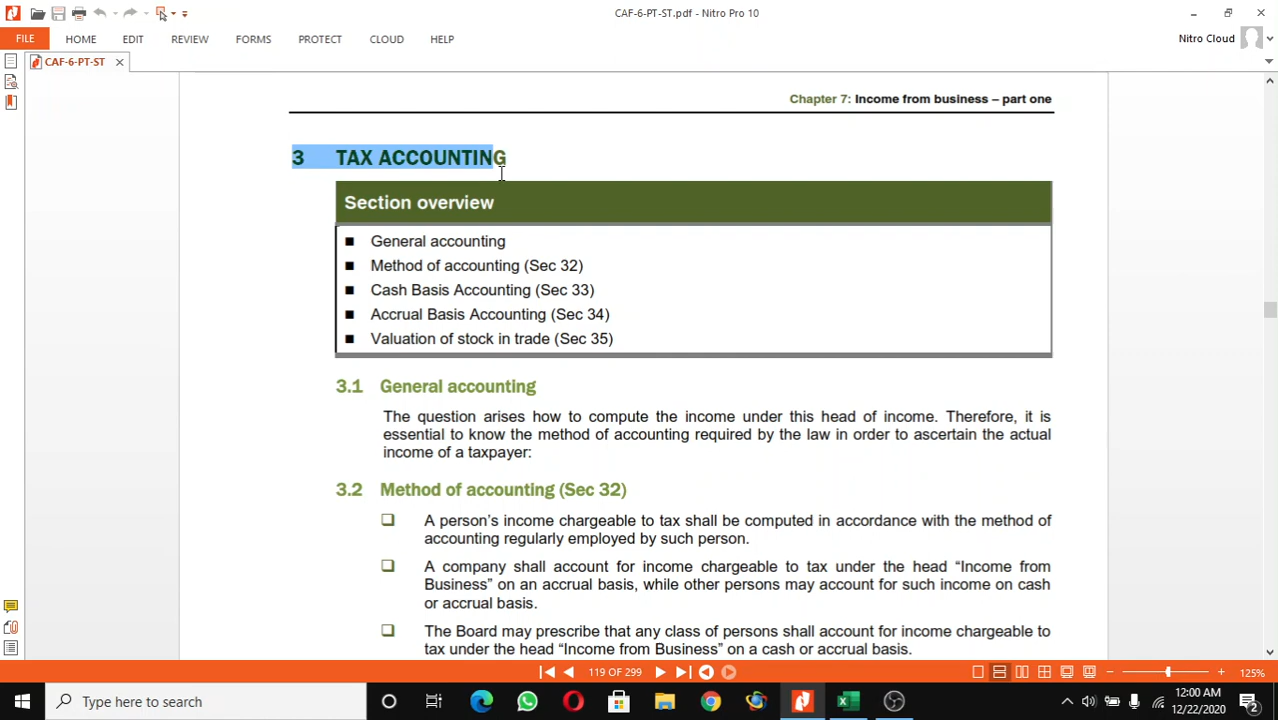 CAF-6-PT-ST.pdf - Nitro Pro 10
FILE HOME EDIT REVIEW FORMS PROTECT CLOUD HELP Nitro Cloud
CAF-6-PT-ST
Chapter 7: Income from business – part one
3 TAX ACCOUNTING
Section overview
■ General accounting
■ Method of accounting (Sec 32)
■ Cash Basis Accounting (Sec 33)
■ Accrual Basis Accounting (Sec 34)
■ Valuation of stock in trade (Sec 35)
3.1 General accounting
The question arises how to compute the income under this head of income. Therefore, it is
essential to know the method of accounting required by the law in order to ascertain the actual
income of a taxpayer:
3.2 Method of accounting (Sec 32)
❑ A person’s income chargeable to tax shall be computed in accordance with the method of
accounting regularly employed by such person.
❑ A company shall account for income chargeable to tax under the head “Income from
Business” on an accrual basis, while other persons may account for such income on cash
or accrual basis.
❑ The Board may prescribe that any class of persons shall account for income chargeable to
tax under the head “Income from Business” on a cash or accrual basis.
119 OF 299
125%
Type here to search
12:00 AM
12/22/2020
2